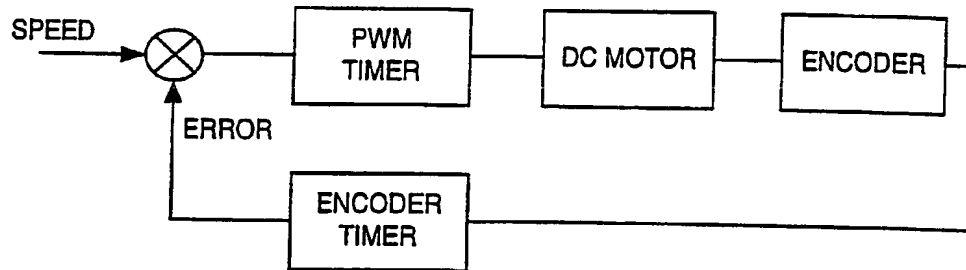 SPEED
PWM
TIMER
DC MOTOR
ENCODER
ERROR
ENCODER
TIMER